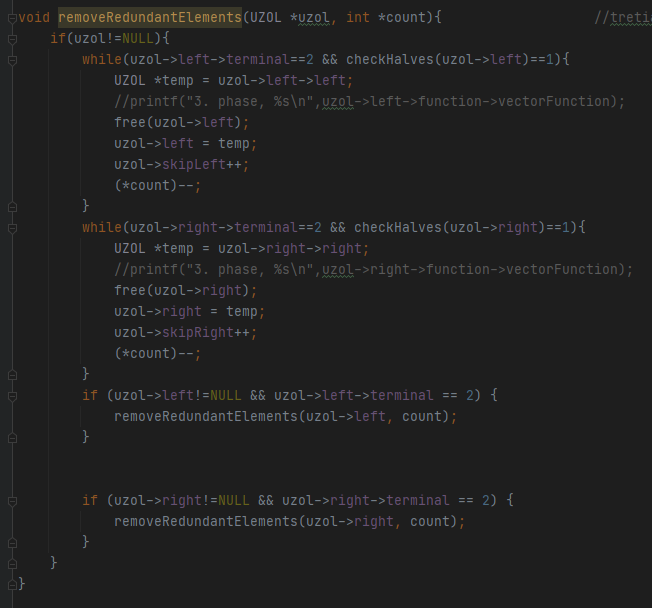 void removeRedundantElements(UZOL *uzol, int *count){ //tretia
if(uzol!=NULL){
while(uzol->left->terminal==2 && checkHalves(uzol->left)==1){
UZOL *temp = uzol->left->left;
//printf("3. phase, %s\n",uzol->left->function->vectorFunction);
free(uzol->left);
uzol->left = temp;
uzol->skipLeft++;
(*count)--;
}
while(uzol->right->terminal==2 && checkHalves(uzol->right)==1){
UZOL *temp = uzol->right->right;
//printf("3. phase, %s\n",uzol->right->function->vectorFunction);
free(uzol->right);
uzol->right = temp;
uzol->skipRight++;
(*count)--;
}
if (uzol->left!=NULL && uzol->left->terminal == 2) {
removeRedundantElements(uzol->left, count);
}
if (uzol->right!=NULL && uzol->right->terminal == 2) {
removeRedundantElements(uzol->right, count);
}
}
}